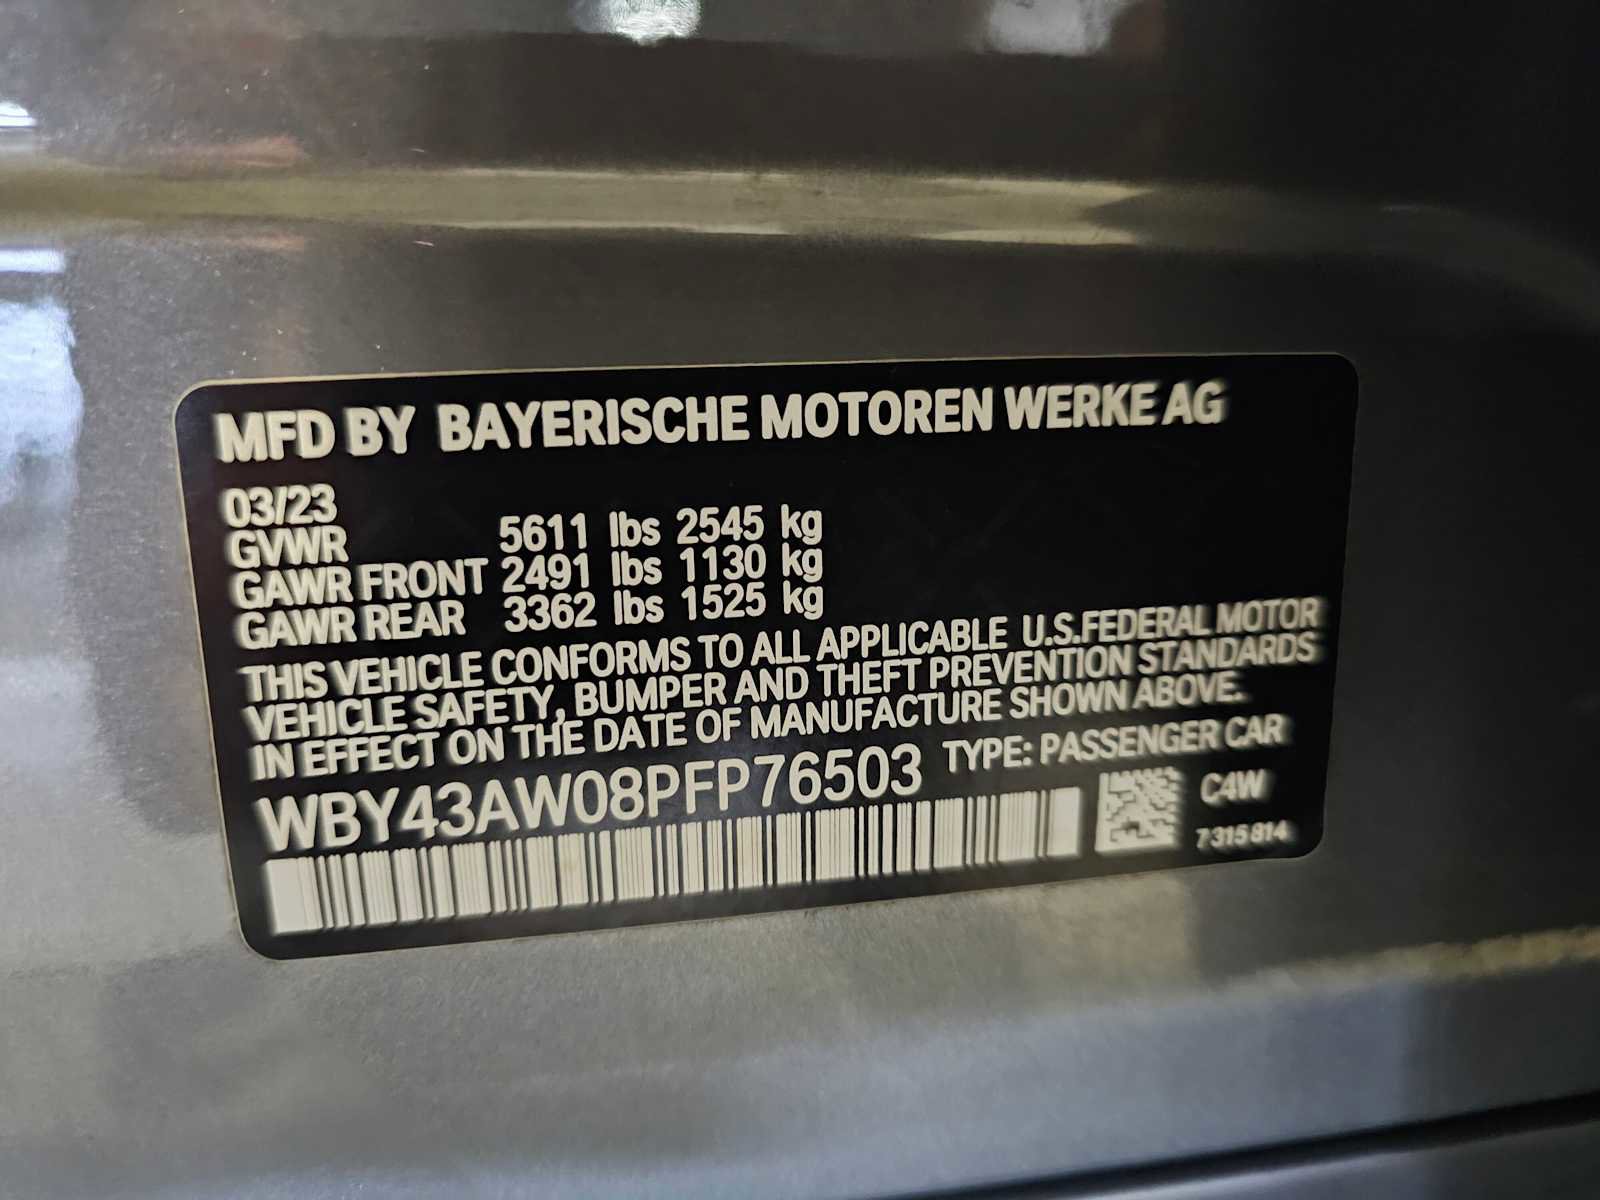 MFD BY BAYERISCHE MOTOREN WERKE AG
03/23
GVWR 5611 lbs 2545 kg
GAWR FRONT 2491 lbs 1130 kg
GAWR REAR 3362 lbs 1525 kg
THIS VEHICLE CONFORMS TO ALL APPLICABLE U.S.FEDERAL MOTOR
VEHICLE SAFETY, BUMPER AND THEFT PREVENTION STANDARDS
IN EFFECT ON THE DATE OF MANUFACTURE SHOWN ABOVE.
WBY43AW08PFP76503 TYPE: PASSENGER CAR
C4W
7315814